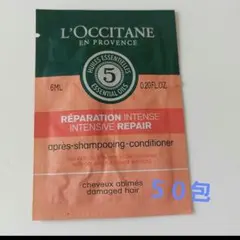 L'OCCITANE
EN PROVENCE
HUILES ESSENTIELLES
5
ESSENTIAL OILS
6ML
0.20FL.OZ.
RÉPARATION INTENSE
INTENSIVE REPAIR
après-shampooing-conditioner
cheveux abîmés
damaged hair
50包